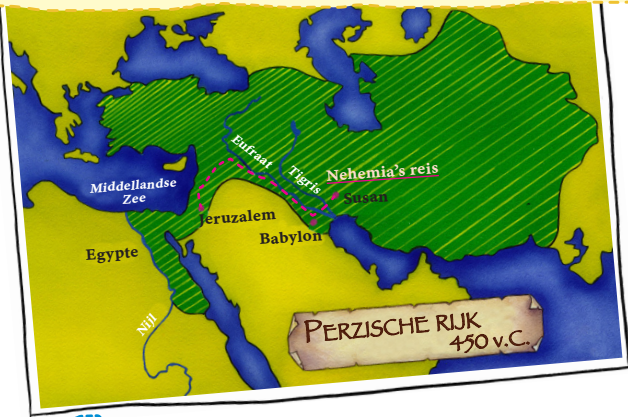 Eufraat
Tigris
Nehemia's reis
Middellandse
Zee
Susan
Jeruzalem
Babylon
Egypte
Nijl
PERZISCHE RIJK
450 V.C.